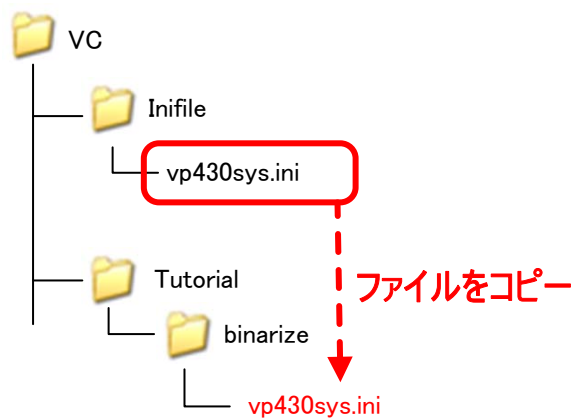 VC
Inifile
vp430sys.ini
Tutorial
ファイルをコピー
binarize
vp430sys.ini